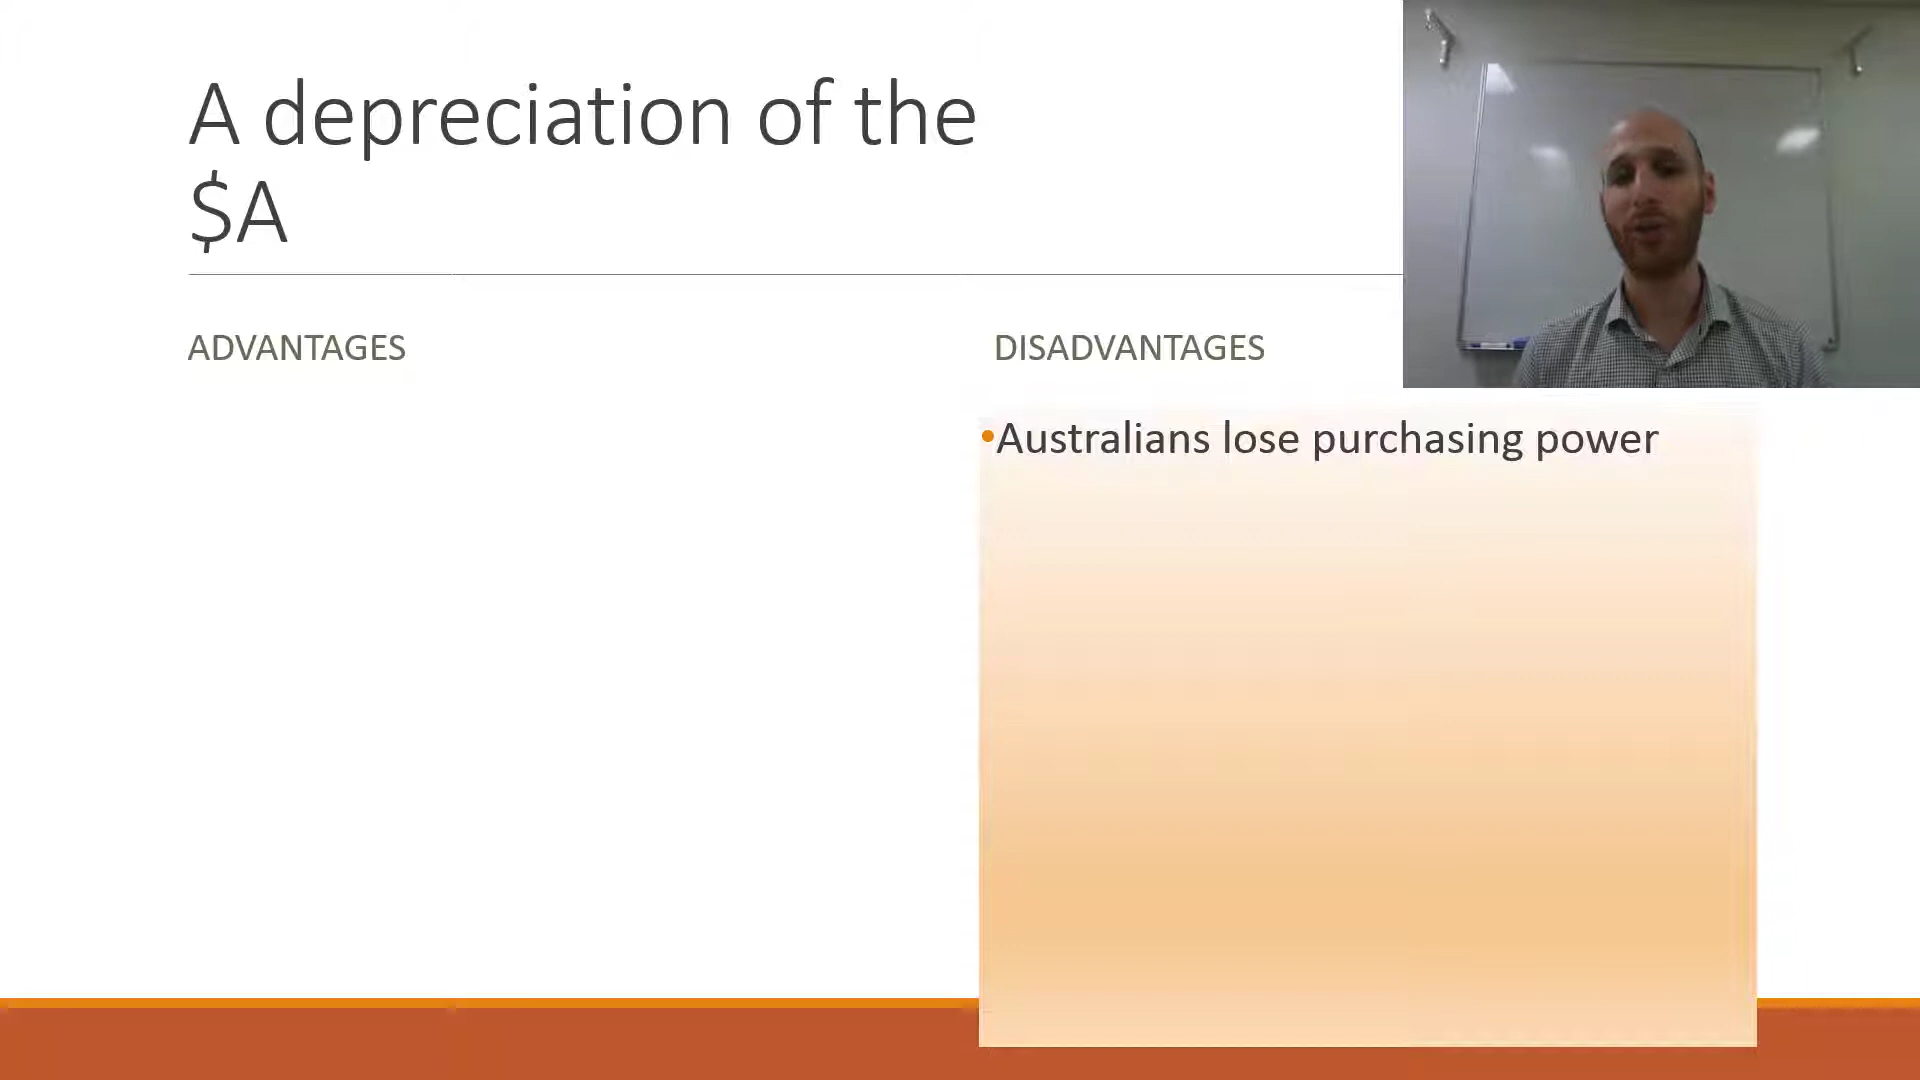 A depreciation of the
$A
ADVANTAGES
DISADVANTAGES
•Australians lose purchasing power